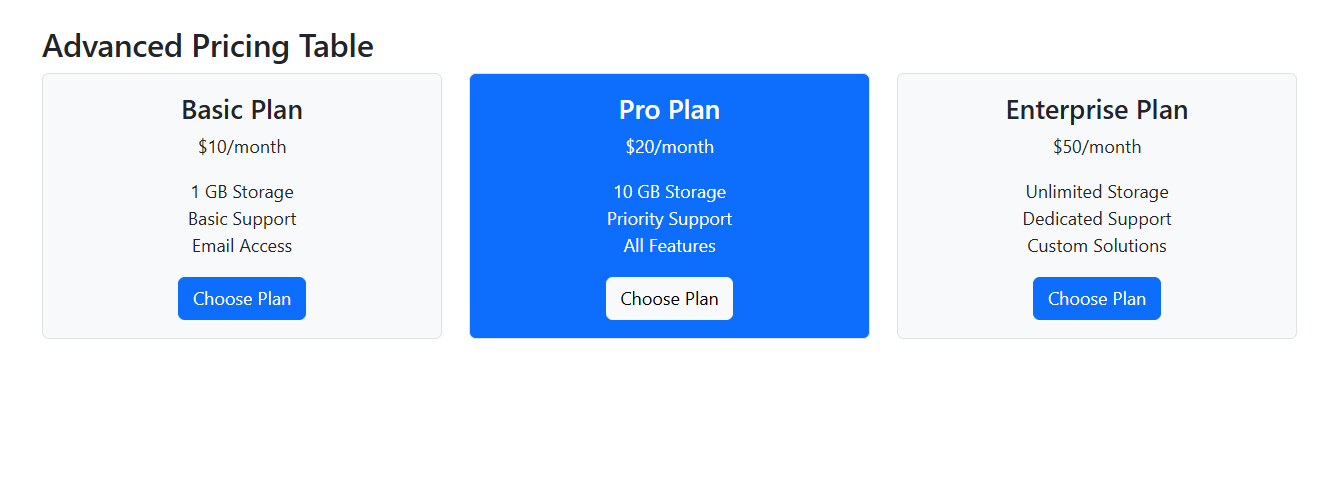 Advanced Pricing Table
Basic Plan
$10/month
1 GB Storage
Basic Support
Email Access
Choose Plan
Pro Plan
$20/month
10 GB Storage
Priority Support
All Features
Choose Plan
Enterprise Plan
$50/month
Unlimited Storage
Dedicated Support
Custom Solutions
Choose Plan